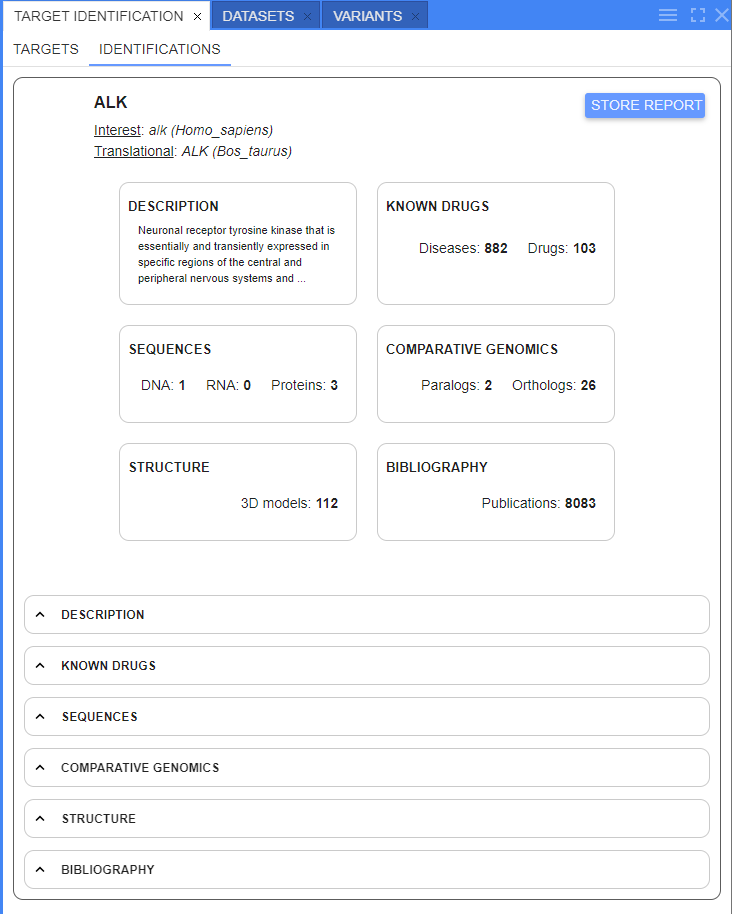 TARGET IDENTIFICATION × DATASETS × VARIANTS ×
TARGETS IDENTIFICATIONS
ALK
STORE REPORT
Interest: alk (Homo_sapiens)
Translational: ALK (Bos_taurus)
DESCRIPTION
Neuronal receptor tyrosine kinase that is
essentially and transiently expressed in
specific regions of the central and
peripheral nervous systems and ...
KNOWN DRUGS
Diseases: 882 Drugs: 103
SEQUENCES
DNA: 1 RNA: 0 Proteins: 3
COMPARATIVE GENOMICS
Paralogs: 2 Orthologs: 26
STRUCTURE
3D models: 112
BIBLIOGRAPHY
Publications: 8083
DESCRIPTION
KNOWN DRUGS
SEQUENCES
COMPARATIVE GENOMICS
STRUCTURE
BIBLIOGRAPHY